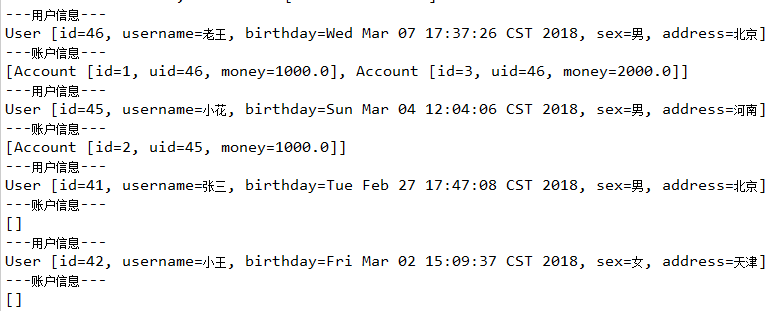 ---用户信息---
User [id=46, username=老王, birthday=Wed Mar 07 17:37:26 CST 2018, sex=男, address=北京]
---账户信息---
[Account [id=1, uid=46, money=1000.0], Account [id=3, uid=46, money=2000.0]]
---用户信息---
User [id=45, username=小花, birthday=Sun Mar 04 12:04:06 CST 2018, sex=男, address=河南]
---账户信息---
[Account [id=2, uid=45, money=1000.0]]
---用户信息---
User [id=41, username=张三, birthday=Tue Feb 27 17:47:08 CST 2018, sex=男, address=北京]
---账户信息---
[]
---用户信息---
User [id=42, username=小王, birthday=Fri Mar 02 15:09:37 CST 2018, sex=女, address=天津]
---账户信息---
[]